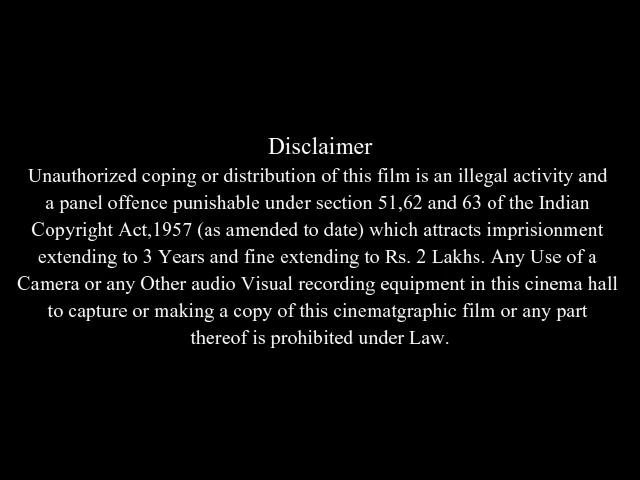 Disclaimer
Unauthorized coping or distribution of this film is an illegal activity and
a panel offence punishable under section 51,62 and 63 of the Indian
Copyright Act,1957 (as amended to date) which attracts imprisionment
extending to 3 Years and fine extending to Rs. 2 Lakhs. Any Use of a
Camera or any Other audio Visual recording equipment in this cinema hall
to capture or making a copy of this cinematgraphic film or any part
thereof is prohibited under Law.